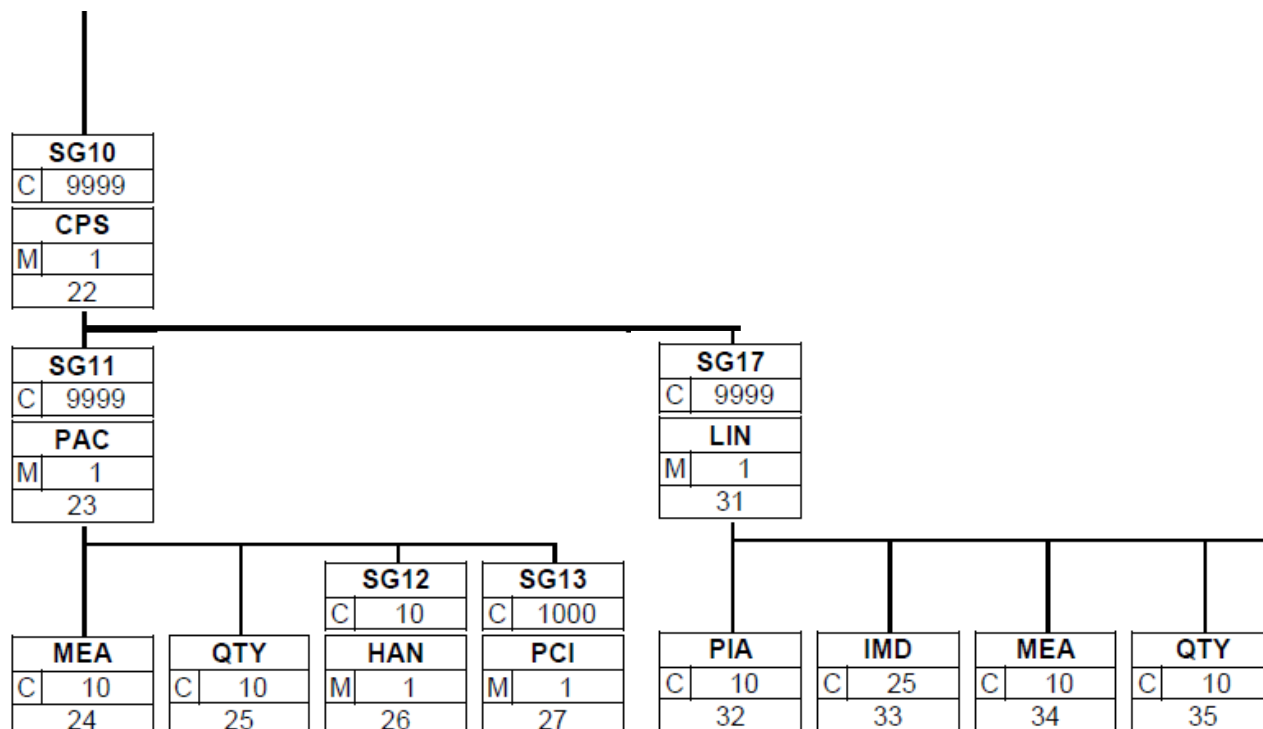 SG10
C 9999
CPS
M 1
22
SG11
C 9999
PAC
M 1
23
SG17
C 9999
LIN
M 1
31
SG12
C 10
SG13
C 1000
MEA
C 10
24
QTY
C 10
25
HAN
M 1
26
PCI
M 1
27
PIA
C 10
32
IMD
C 25
33
MEA
C 10
34
QTY
C 10
35